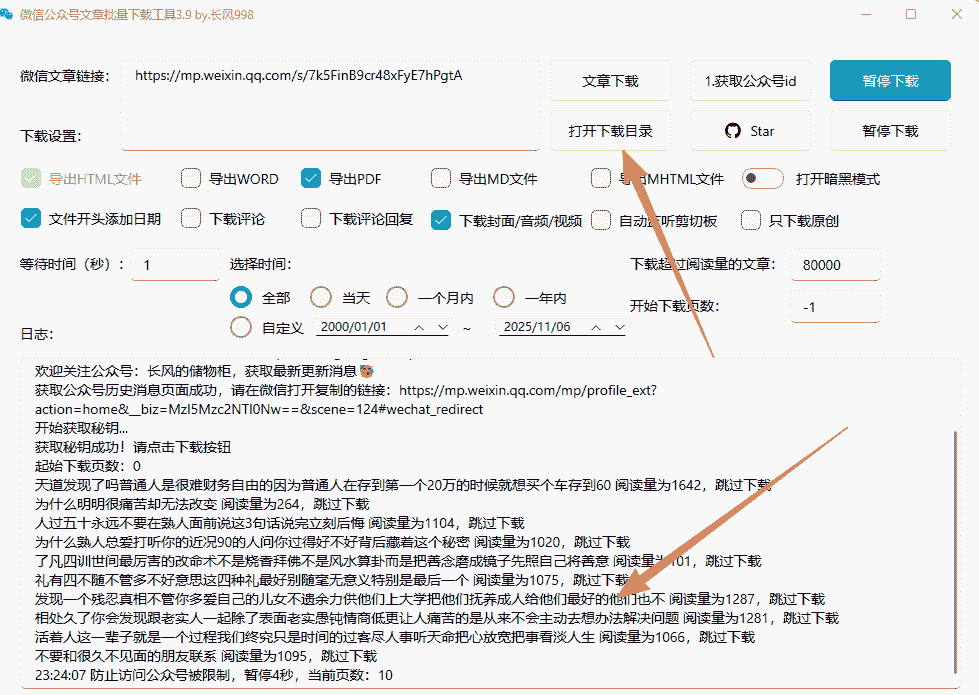 微信公众号文章批量下载工具3.9 by.长风998
微信文章链接：
https://mp.weixin.qq.com/s/7k5FinB9cr48xFyE7hPgtA
文章下载
1.获取公众号id
暂停下载
下载设置：
打开下载目录
Star
暂停下载
导出HTML文件
导出WORD
导出PDF
导出MD文件
导出MHTML文件
打开暗黑模式
文件开头添加日期
下载评论
下载评论回复
下载封面/音频/视频
自动监听剪切板
只下载原创
等待时间（秒）：
1
选择时间：
下载超过阅读量的文章：
80000
全部
当天
一个月内
一年内
开始下载页数：
-1
自定义
2000/01/01
~
2025/11/06
日志：
欢迎关注公众号：长风的储物柜，获取最新更新消息
获取公众号历史消息页面成功，请在微信打开复制的链接：https://mp.weixin.qq.com/mp/profile_ext?
action=home&__biz=MzI5Mzc2NTI0Nw==&scene=124#wechat_redirect
开始获取秘钥...
获取秘钥成功！请点击下载按钮
起始下载页数：0
天道发现了吗普通人是很难财务自由的因为普通人在存到第一个20万的时候就想买个车存到60 阅读量为1642，跳过下载
为什么明明很痛苦却无法改变 阅读量为264，跳过下载
人过五十永远不要在熟人面前说这3句话说完立刻后悔 阅读量为1104，跳过下载
为什么熟人总爱打听你的近况90的人问你过得好不好背后藏着这个秘密 阅读量为1020，跳过下载
了凡四训世间最厉害的改命术不是烧香拜佛不是风水算卦而是把善念磨成镜子先照自己将善意 阅读量为101，跳过下载
礼有四不随不管多不好意思这四种礼最好别随毫无意义特别是最后一个 阅读量为1075，跳过下载
发现一个残忍真相不管你多爱自己的儿女不遗余力供他们上大学把他们抚养成人给他们最好的他们也不 阅读量为1287，跳过下载
相处久了你会发现跟老实人一起除了表面老实愚钝情商低更让人痛苦的是从来不会主动去想办法解决问题 阅读量为1281，跳过下载
活着人这一辈子就是一个过程我们终究只是时间的过客尽人事听天命把心放宽把事看淡人生 阅读量为1066，跳过下载
不要和很久不见面的朋友联系 阅读量为1095，跳过下载
23:24:07 防止访问公众号被限制，暂停4秒，当前页数：10